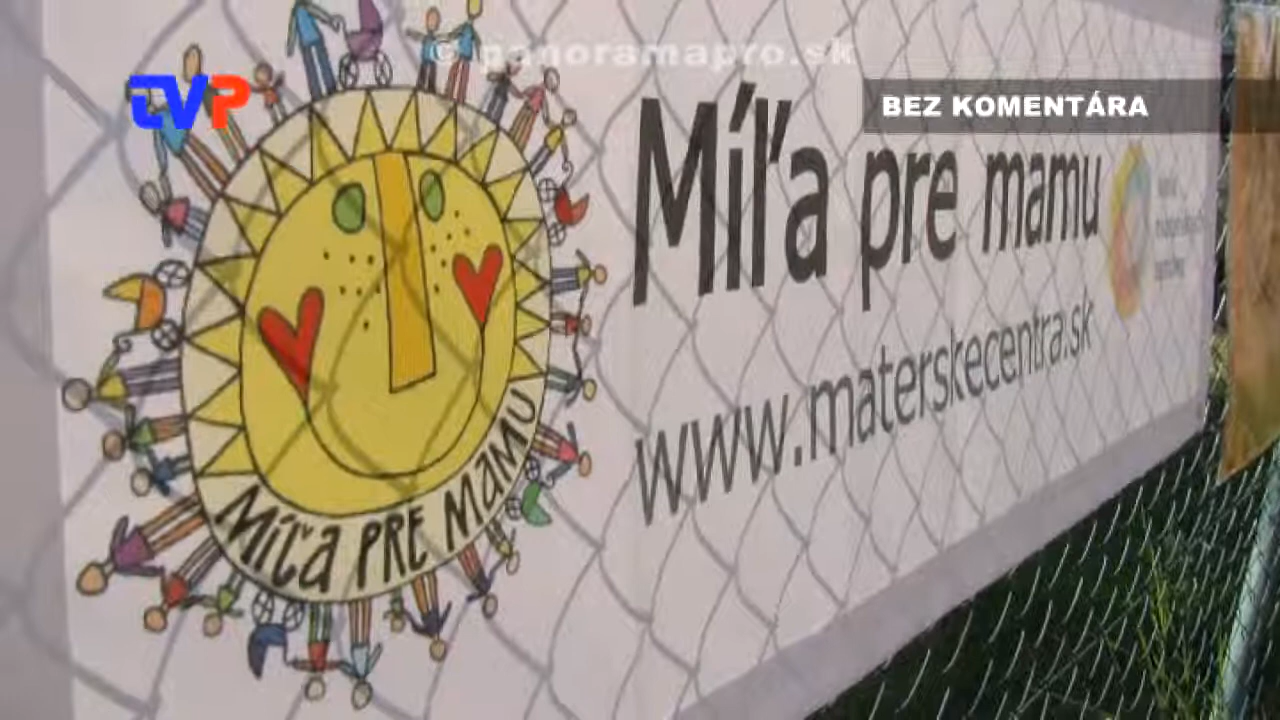 © panoramapro.sk
TVP
BEZ KOMENTÁRA
Míľa pre mamu
www.materskecentra.sk
Míľa PRE MaMU